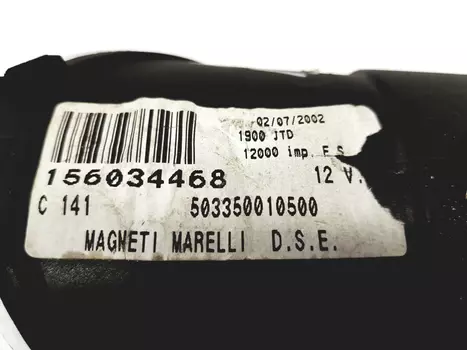 02/07/2002
1900 JTD
12000 imp. F.S.
156034468 12 V.
C 141 503350010500
MAGNETI MARELLI D.S.E.